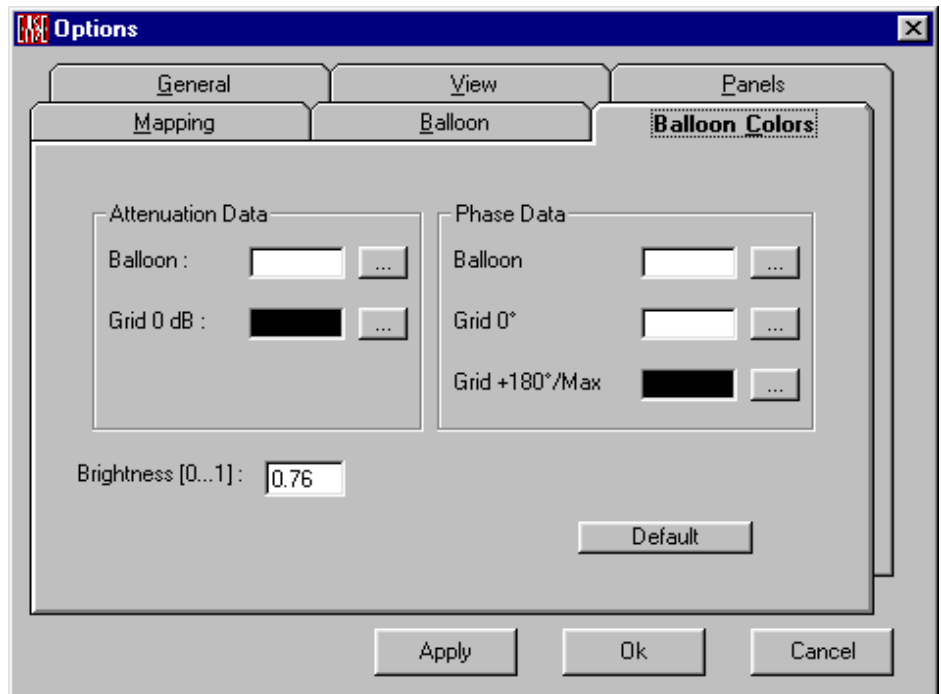 EASE Options
General View Panels
Mapping Balloon Balloon Colors
Attenuation Data Phase Data
Balloon : ... Balloon ...
Grid 0 dB : ... Grid 0° ...
Grid +180°/Max ...
Brightness [0...1] : 0.76
Default
Apply Ok Cancel